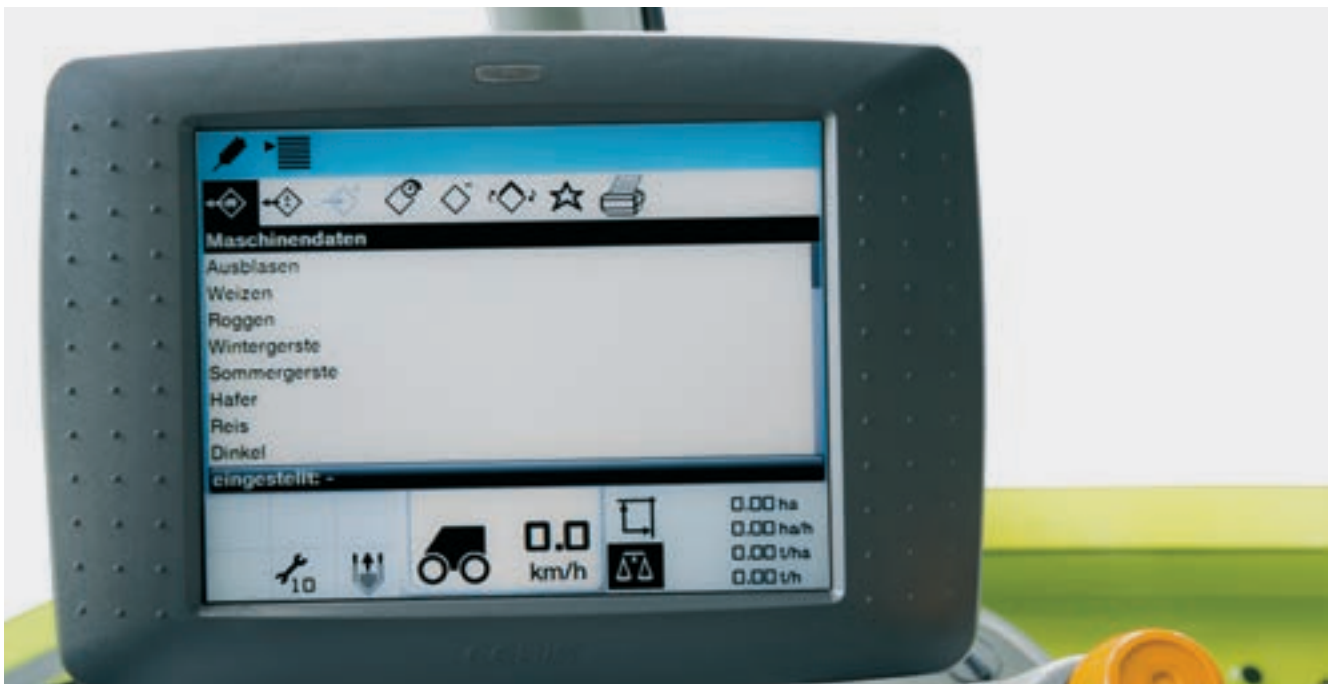 Maschinendaten
Ausblasen
Weizen
Roggen
Wintergerste
Sommergerste
Hafer
Reis
Dinkel
eingestellt: -
10
0.0
km/h
0.00 ha
0.00 ha/h
0.00 t/ha
0.00 t/h